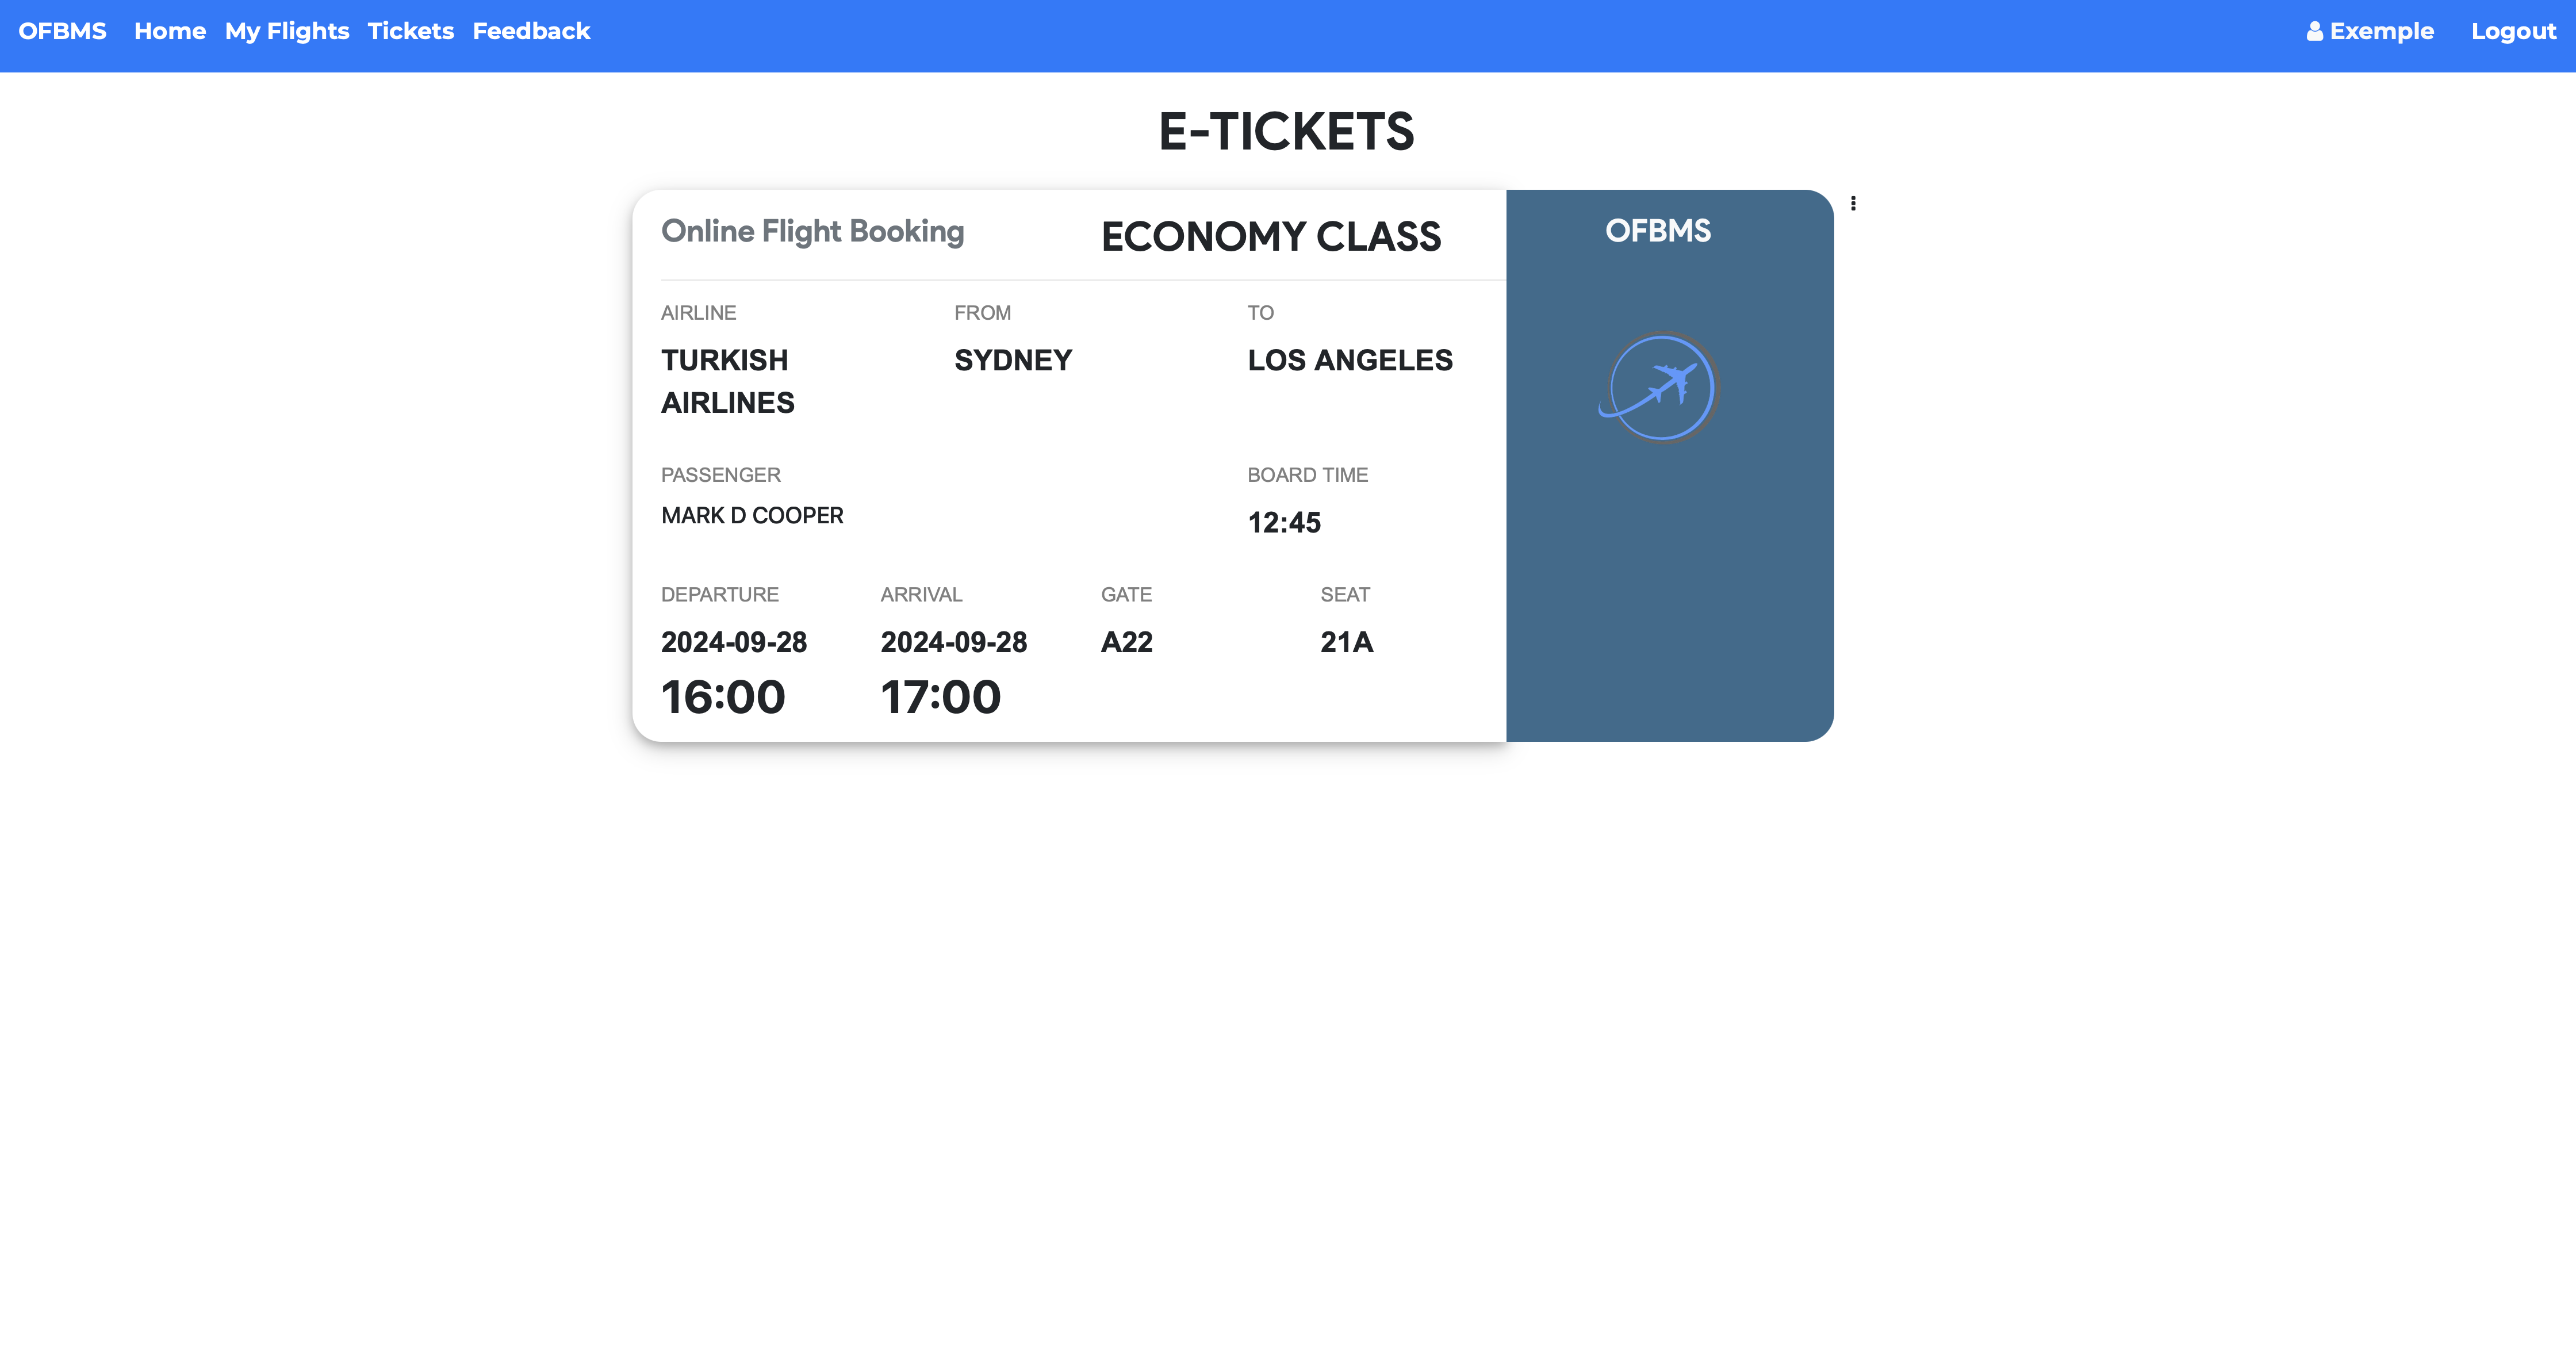 OFBMS Home My Flights Tickets Feedback Exemple Logout
E-TICKETS
Online Flight Booking ECONOMY CLASS OFBMS
AIRLINE FROM TO
TURKISH AIRLINES SYDNEY LOS ANGELES
PASSENGER BOARD TIME
MARK D COOPER 12:45
DEPARTURE ARRIVAL GATE SEAT
2024-09-28 2024-09-28 A22 21A
16:00 17:00